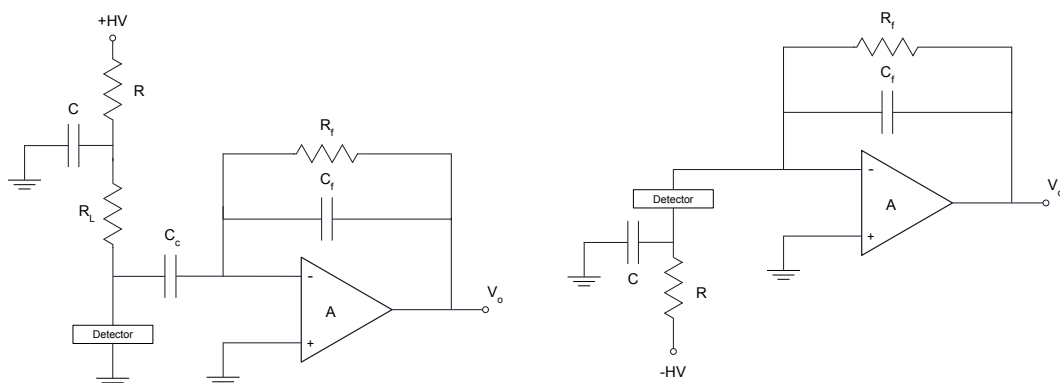 +HV
R
C
R_L
C_c
Detector
R_f
C_f
-
A
+
V_o
R_f
C_f
-
A
+
V_o
Detector
C
R
-HV